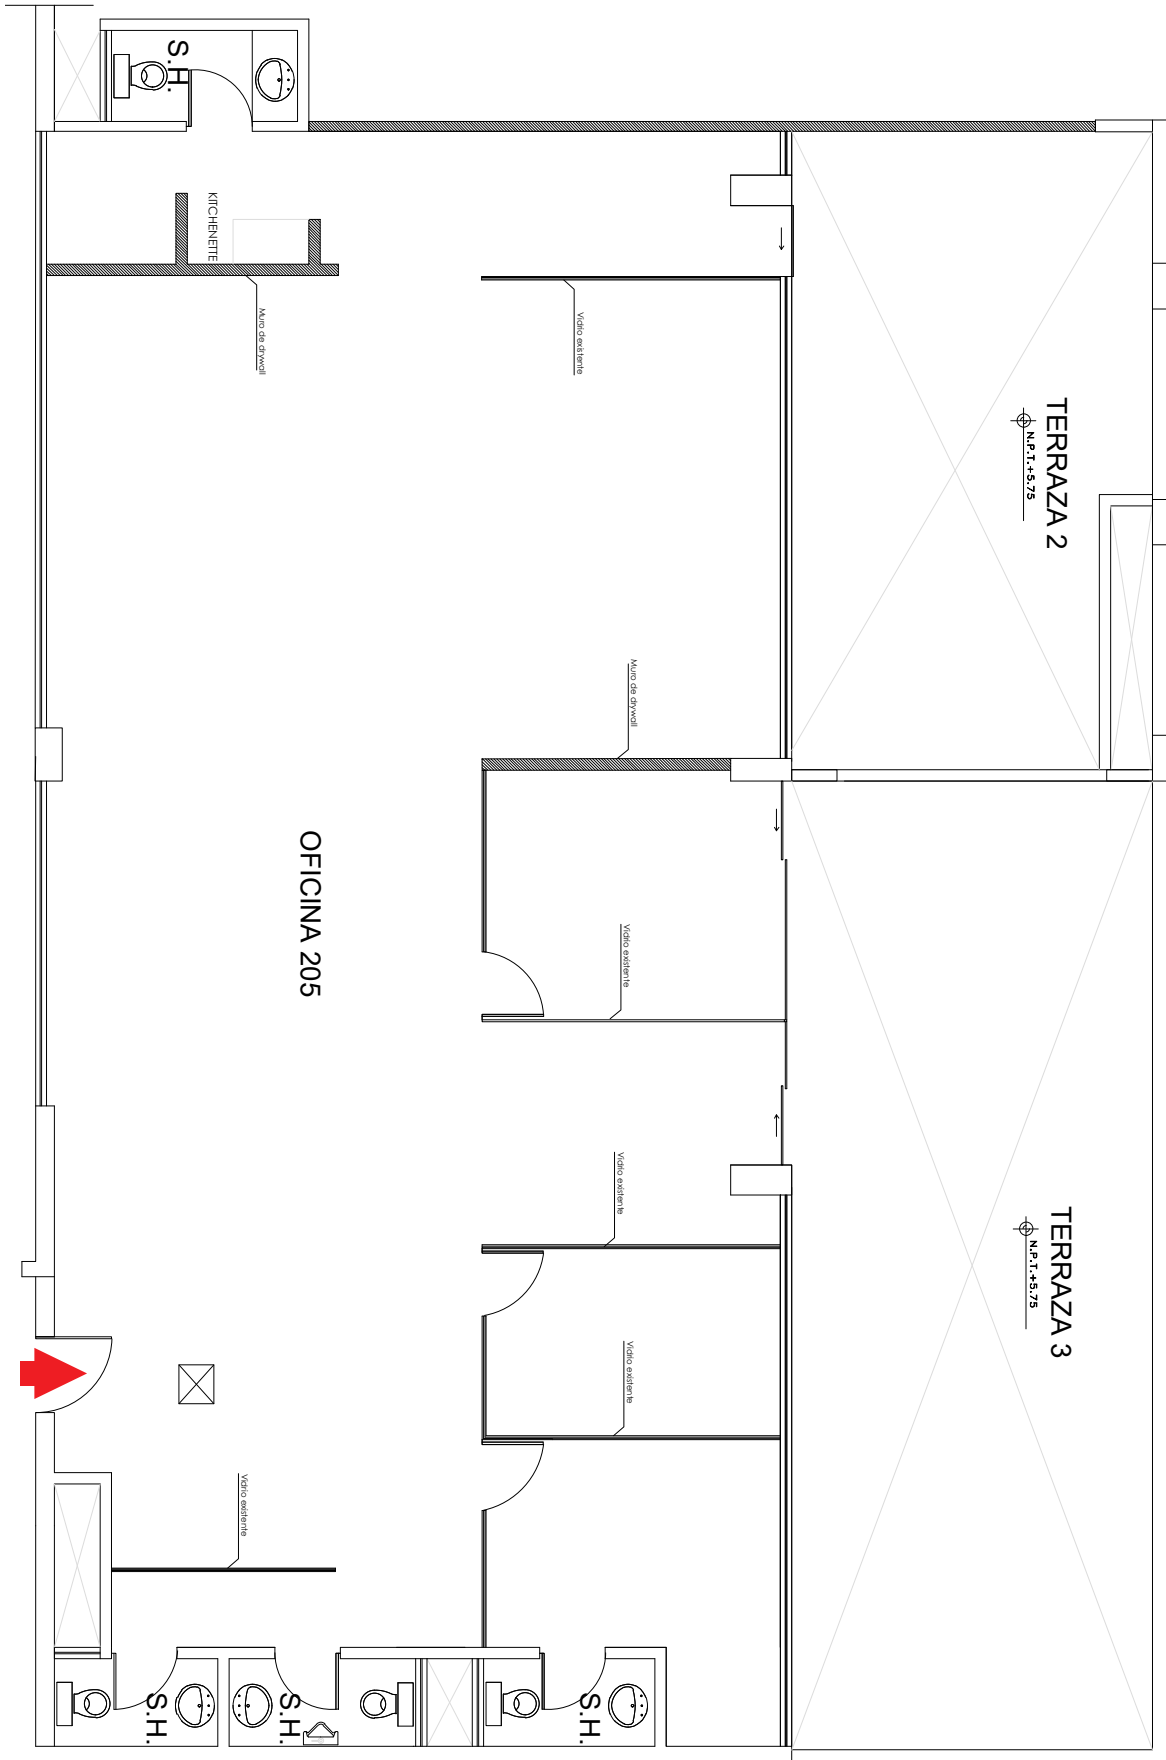 S.H.
KITCHENETTE
Muro de drywall
Vidrio existente
TERRAZA 2
N.P.T.+5.75
Muro de drywall
OFICINA 205
Vidrio existente
Vidrio existente
TERRAZA 3
N.P.T.+5.75
Vidrio existente
Vidrio existente
S.H.
S.H.
S.H.